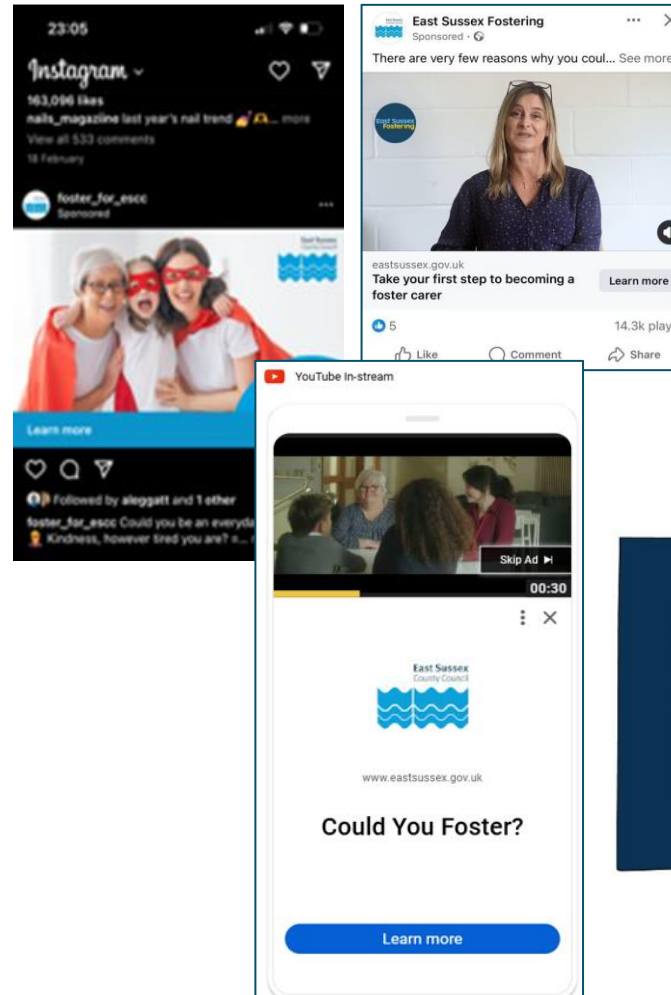 23:05
Instagram
163,096 likes
nails_magaziine last year's nail trend 💅🫶... more
View all 533 comments
18 February
foster_for_escc
Sponsored
East Sussex
County Council
Learn more
Followed by aleggatt and 1 other
foster_for_escc Could you be an everyda
Kindness, however tired you are?
East Sussex Fostering
Sponsored ·
There are very few reasons why you coul... See more
East Sussex
Fostering
eastsussex.gov.uk
Take your first step to becoming a
foster carer
Learn more
5
14.3k play
Like Comment Share
YouTube In-stream
Skip Ad
00:30
East Sussex
County Council
www.eastsussex.gov.uk
Could You Foster?
Learn more